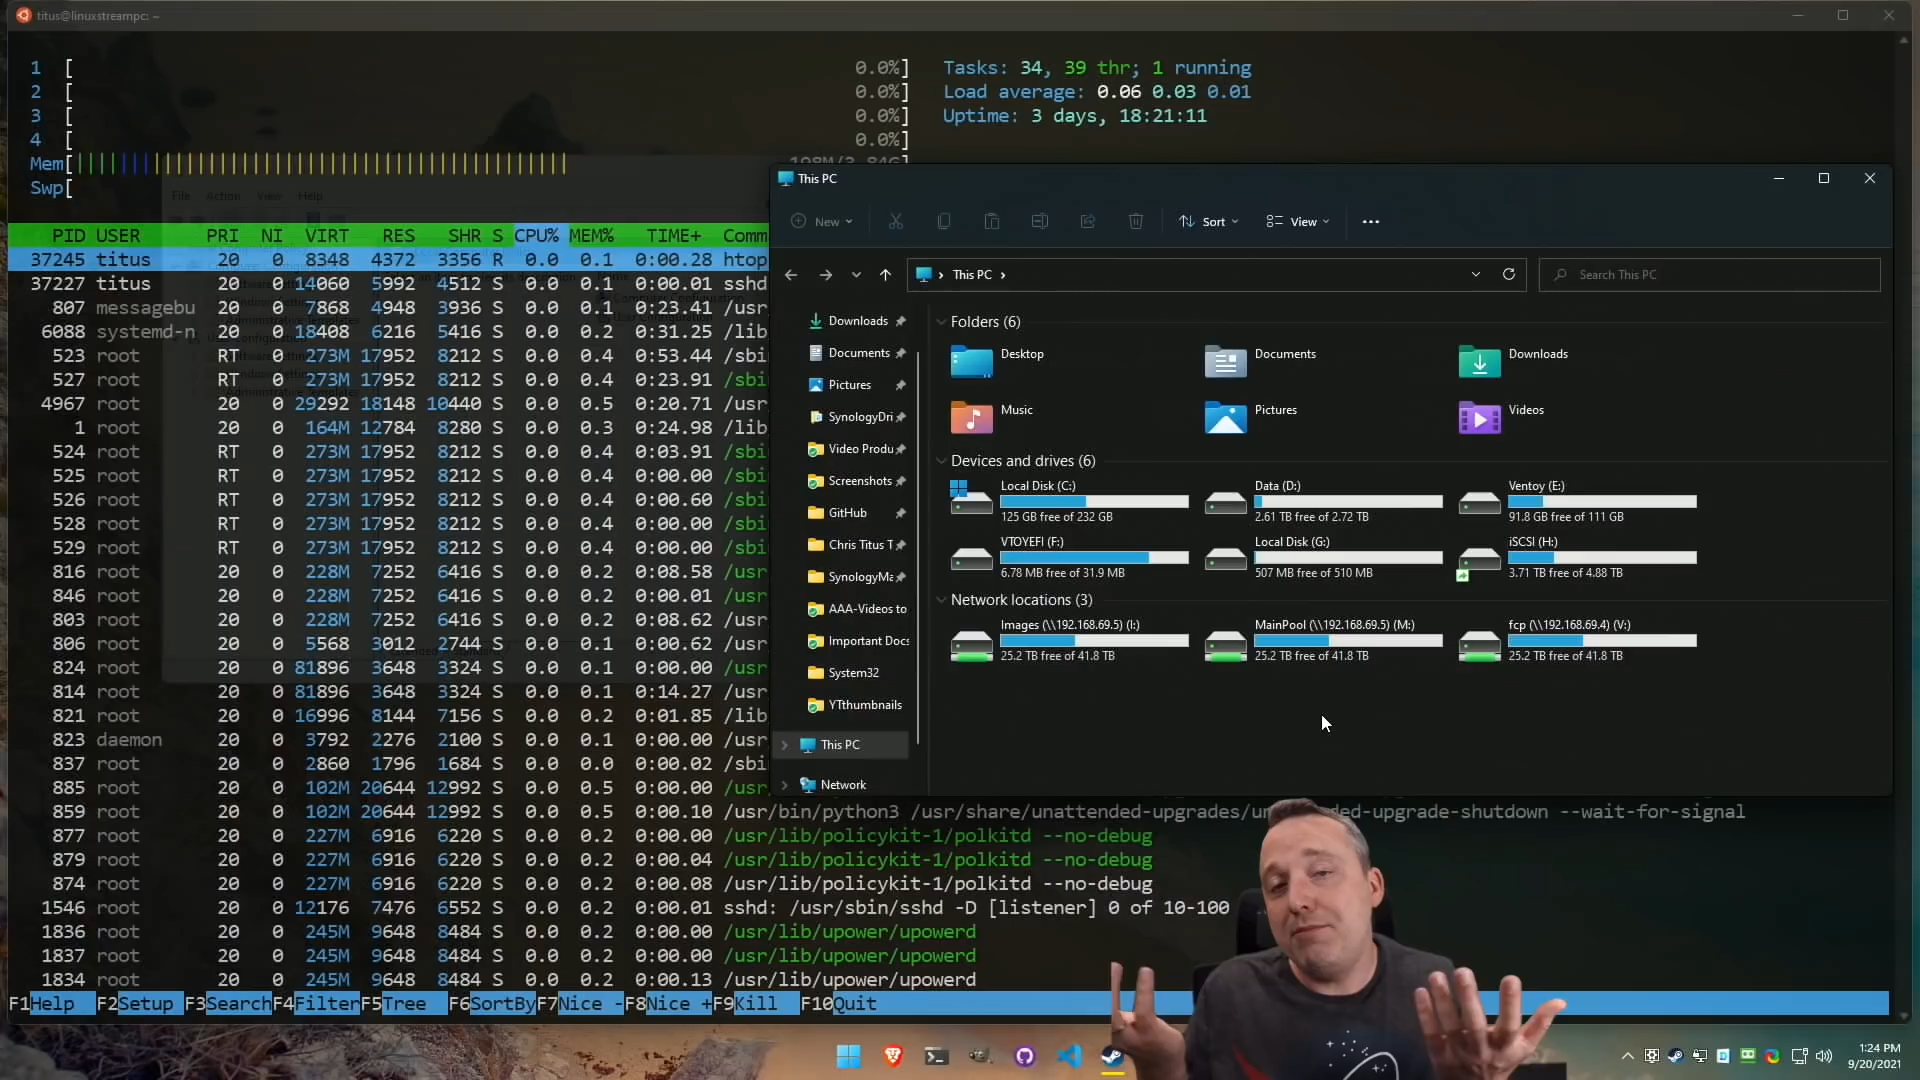 titus@linuxstreampc: ~
1 [ 0.0%] Tasks: 34, 39 thr; 1 running
2 [ 0.0%] Load average: 0.06 0.03 0.01
3 [ 0.0%] Uptime: 3 days, 18:21:11
4 [ 0.0%]
Mem[|||||||||||||||||||||||||||||||||||||||||||||198M/3.84G]
Swp[
File Action View Help
PID USER PRI NI VIRT RES SHR S CPU% MEM% TIME+ Comm
37245 titus 20 0 8348 4372 3356 R 0.0 0.1 0:00.28 htop
37227 titus 20 0 14060 5992 4512 S 0.0 0.1 0:00.01 sshd
807 messagebu 20 0 7868 4948 3936 S 0.0 0.1 0:23.41 /usr
6088 systemd-n 20 0 18408 6216 5416 S 0.0 0.2 0:31.25 /lib
523 root RT 0 273M 17952 8212 S 0.0 0.4 0:53.44 /sbi
527 root RT 0 273M 17952 8212 S 0.0 0.4 0:23.91 /sbi
4967 root 20 0 29292 18148 10440 S 0.0 0.5 0:20.71 /usr
1 root 20 0 164M 12784 8280 S 0.0 0.3 0:24.98 /lib
524 root RT 0 273M 17952 8212 S 0.0 0.4 0:03.91 /sbi
525 root RT 0 273M 17952 8212 S 0.0 0.4 0:00.00 /sbi
526 root RT 0 273M 17952 8212 S 0.0 0.4 0:00.60 /sbi
528 root RT 0 273M 17952 8212 S 0.0 0.4 0:00.00 /sbi
529 root RT 0 273M 17952 8212 S 0.0 0.4 0:00.00 /sbi
816 root 20 0 228M 7252 6416 S 0.0 0.2 0:08.58 /usr
846 root 20 0 228M 7252 6416 S 0.0 0.2 0:00.01 /usr
803 root 20 0 228M 7252 6416 S 0.0 0.2 0:08.62 /usr
806 root 20 0 5568 3012 2744 S 0.0 0.1 0:00.62 /usr
824 root 20 0 81896 3648 3324 S 0.0 0.1 0:00.00 /usr
814 root 20 0 81896 3648 3324 S 0.0 0.1 0:14.27 /usr
821 root 20 0 16996 8144 7156 S 0.0 0.2 0:01.85 /lib
823 daemon 20 0 3792 2276 2100 S 0.0 0.1 0:00.00 /usr
837 root 20 0 2860 1796 1684 S 0.0 0.0 0:00.02 /sbi
885 root 20 0 102M 20644 12992 S 0.0 0.5 0:00.00 /usr
859 root 20 0 102M 20644 12992 S 0.0 0.5 0:00.10 /usr/bin/python3 /usr/share/unattended-upgrades/un ded-upgrade-shutdown --wait-for-signal
877 root 20 0 227M 6916 6220 S 0.0 0.2 0:00.00 /usr/lib/policykit-1/polkitd --no-debug
879 root 20 0 227M 6916 6220 S 0.0 0.2 0:00.04 /usr/lib/policykit-1/polkitd --no-debug
874 root 20 0 227M 6916 6220 S 0.0 0.2 0:00.08 /usr/lib/policykit-1/polkitd --no-debug
1546 root 20 0 12176 7476 6552 S 0.0 0.2 0:00.01 sshd: /usr/sbin/sshd -D [listener] 0 of 10-100
1836 root 20 0 245M 9648 8484 S 0.0 0.2 0:00.00 /usr/lib/upower/upowerd
1837 root 20 0 245M 9648 8484 S 0.0 0.2 0:00.00 /usr/lib/upower/upowerd
1834 root 20 0 245M 9648 8484 S 0.0 0.2 0:00.13 /usr/lib/upower/upowerd
F1Help F2Setup F3SearchF4FilterF5Tree F6SortByF7Nice -F8Nice +F9Kill F10Quit
This PC
New Sort View ...
This PC
Search This PC
Downloads
Documents
Pictures
SynologyDri
Video Produ
Screenshots
GitHub
Chris Titus T
SynologyMa
AAA-Videos to
Important Docs
System32
YTthumbnails
This PC
Network
Folders (6)
Desktop
Documents
Downloads
Music
Pictures
Videos
Devices and drives (6)
Local Disk (C:)
125 GB free of 232 GB
Data (D:)
2.61 TB free of 2.72 TB
Ventoy (E:)
91.8 GB free of 111 GB
VTOYEFI (F:)
6.78 MB free of 31.9 MB
Local Disk (G:)
507 MB free of 510 MB
iSCSI (H:)
3.71 TB free of 4.88 TB
Network locations (3)
Images (\\192.168.69.5) (I:)
25.2 TB free of 41.8 TB
MainPool (\\192.168.69.5) (M:)
25.2 TB free of 41.8 TB
fcp (\\192.168.69.4) (V:)
25.2 TB free of 41.8 TB
1:24 PM
9/20/2021